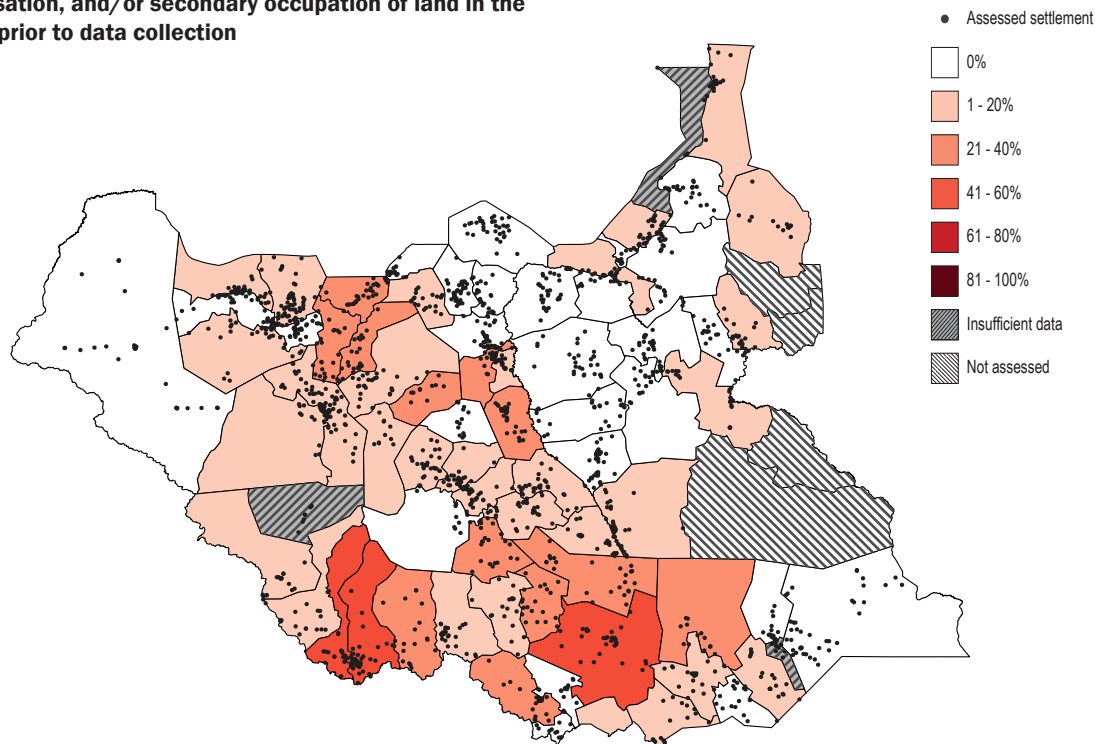 sation, and/or secondary occupation of land in the
prior to data collection
Assessed settlement
0%
1 - 20%
21 - 40%
41 - 60%
61 - 80%
81 - 100%
Insufficient data
Not assessed